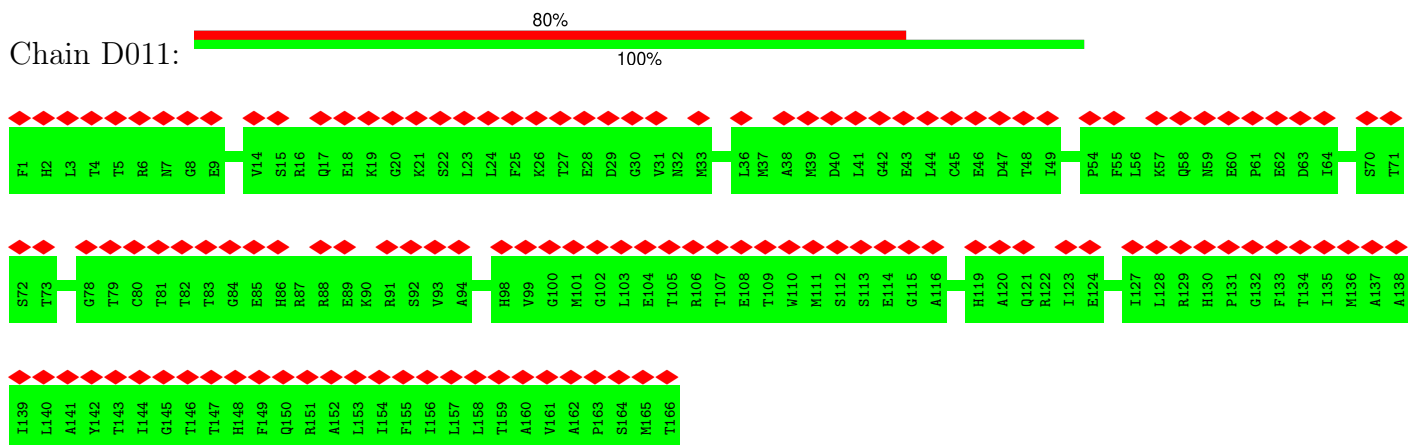 80%
Chain D011:
100%
F1 H2 L3 T4 T5 R6 N7 G8 E9 V14 S15 R16 Q17 E18 K19 G20 K21 S22 L23 L24 F25 K26 T27 E28 D29 G30 V31 N32 M33 L36 M37 A38 M39 D40 L41 G42 E43 L44 C45 E46 D47 T48 I49 P54 F55 L56 K57 Q58 N59 E60 P61 E62 D63 I64 S70 T71
S72 T73 G78 T79 C80 T81 T82 T83 G84 E85 H86 R87 R88 E89 K90 R91 S92 V93 A94 H98 V99 G100 M101 G102 L103 E104 T105 R106 T107 E108 T109 W110 M111 S112 S113 E114 G115 A116 H119 A120 Q121 R122 I123 E124 I127 L128 R129 H130 P131 G132 F133 T134 I135 M136 A137 A138
I139 L140 A141 Y142 T143 I144 G145 T146 T147 H148 F149 Q150 R151 A152 L153 I154 F155 I156 L157 L158 T159 A160 V161 A162 P163 S164 M165 T166